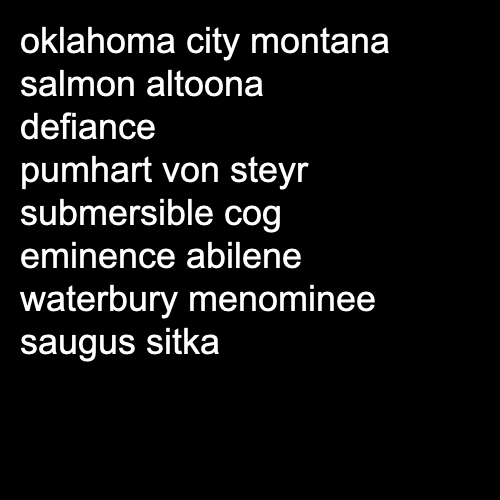 oklahoma city montana
salmon altoona
defiance
pumhart von steyr
submersible cog
eminence abilene
waterbury menominee
saugus sitka